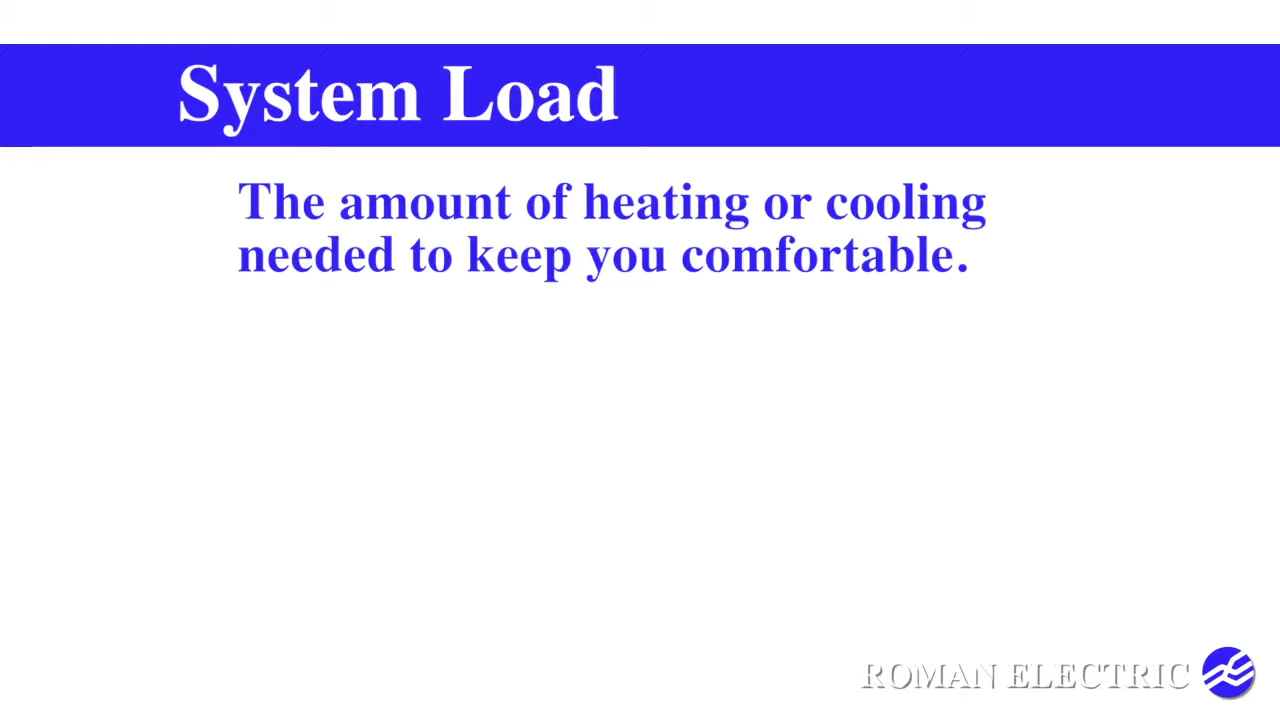 System Load
The amount of heating or cooling
needed to keep you comfortable.
ROMAN ELECTRIC